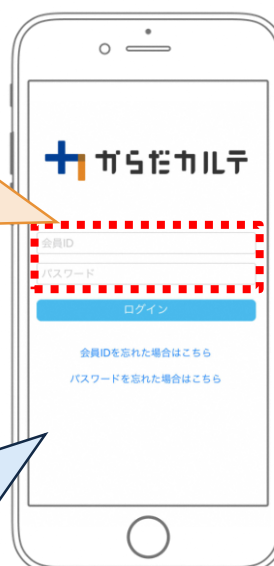 からだカルテ
会員ID
パスワード
ログイン
会員IDを忘れた場合はこちら
パスワードを忘れた場合はこちら